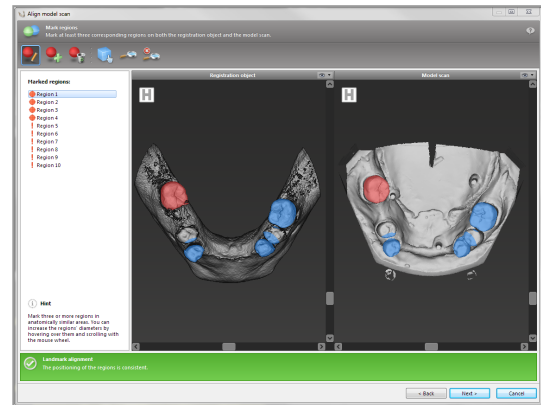 Align model scan
Mark regions
Mark at least three corresponding regions on both the registration object and the model scan.
Marked regions:
Region 1
Region 2
Region 3
Region 4
Region 5
Region 6
Region 7
Region 8
Region 9
Region 10
Registration object
Model scan
H
H
Hint
Mark three or more regions in
anatomically similar areas. You can
increase the regions' diameters by
hovering over them and scrolling with
the mouse wheel.
Landmark alignment
The positioning of the regions is consistent.
< Back
Next >
Cancel